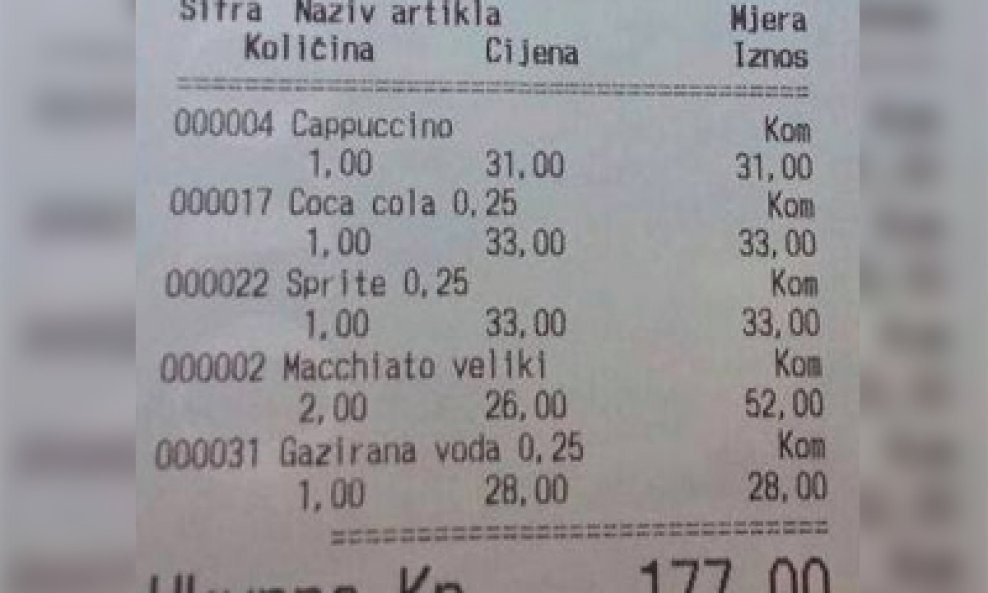 Šifra Naziv artikla Mjera
Količina Cijena Iznos
000004 Cappuccino Kom
1,00 31,00 31,00
000017 Coca cola 0,25 Kom
1,00 33,00 33,00
000022 Sprite 0,25 Kom
1,00 33,00 33,00
000002 Macchiato veliki Kom
2,00 26,00 52,00
000031 Gazirana voda 0,25 Kom
1,00 28,00 28,00
Ukupno Kn 177,00